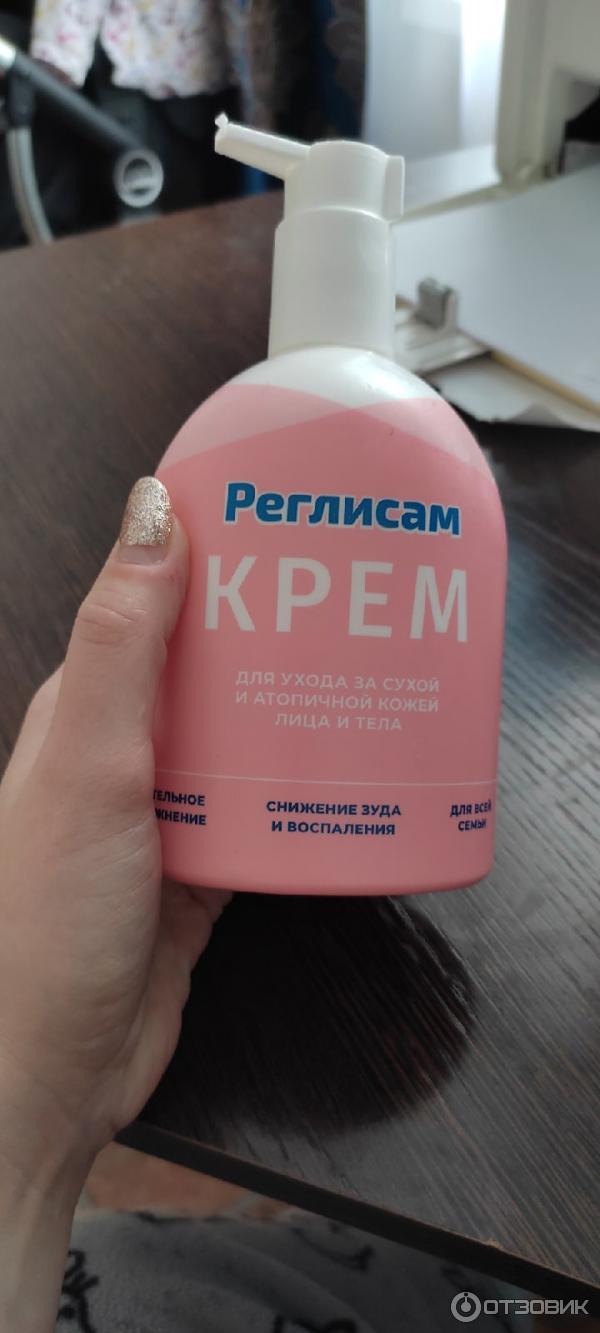 Реглисам
КРЕМ
ДЛЯ УХОДА ЗА СУХОЙ
И АТОПИЧНОЙ КОЖЕЙ
ЛИЦА И ТЕЛА
СНИЖЕНИЕ ЗУДА
И ВОСПАЛЕНИЯ
ДЛЯ ВСЕЙ
СЕМЬИ
ОТЗОВИК